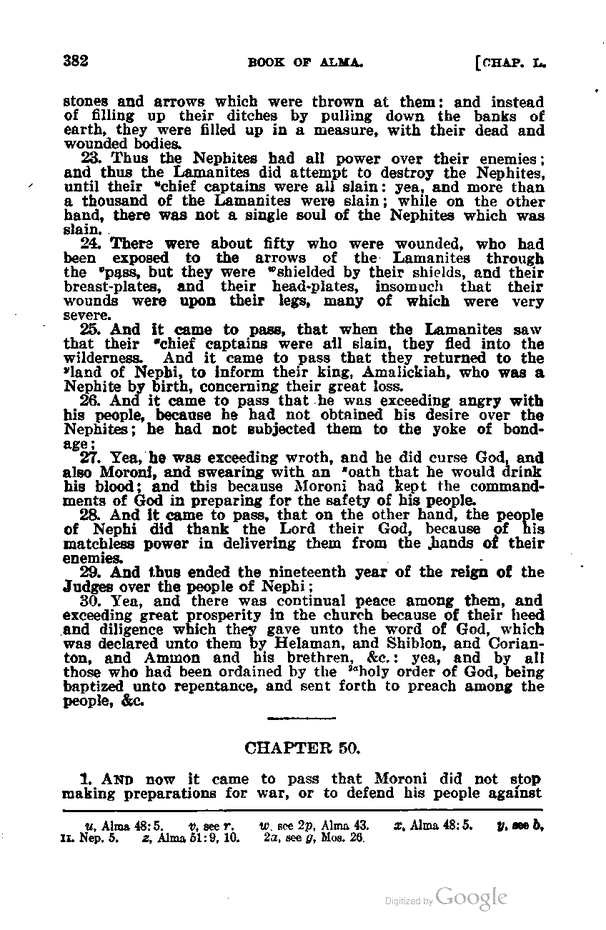 382 BOOK OF ALMA. [CHAP. L.
stones and arrows which were thrown at them: and instead
of filling up their ditches by pulling down the banks of
earth, they were filled up in a measure, with their dead and
wounded bodies.
23. Thus the Nephites had all power over their enemies;
and thus the Lamanites did attempt to destroy the Nephites,
until their ᵘchief captains were all slain: yea, and more than
a thousand of the Lamanites were slain; while on the other
hand, there was not a single soul of the Nephites which was
slain.
24. There were about fifty who were wounded, who had
been exposed to the arrows of the Lamanites through
the ᵛpass, but they were ʷshielded by their shields, and their
breast-plates, and their head-plates, insomuch that their
wounds were upon their legs, many of which were very
severe.
25. And it came to pass, that when the Lamanites saw
that their ˣchief captains were all slain, they fled into the
wilderness. And it came to pass that they returned to the
ʸland of Nephi, to inform their king, Amalickiah, who was a
Nephite by birth, concerning their great loss.
26. And it came to pass that he was exceeding angry with
his people, because he had not obtained his desire over the
Nephites; he had not subjected them to the yoke of bond-
age;
27. Yea, he was exceeding wroth, and he did curse God, and
also Moroni, and swearing with an ᶻoath that he would drink
his blood; and this because Moroni had kept the command-
ments of God in preparing for the safety of his people.
28. And it came to pass, that on the other hand, the people
of Nephi did thank the Lord their God, because of his
matchless power in delivering them from the hands of their
enemies.
29. And thus ended the nineteenth year of the reign of the
Judges over the people of Nephi;
30. Yea, and there was continual peace among them, and
exceeding great prosperity in the church because of their heed
and diligence which they gave unto the word of God, which
was declared unto them by Helaman, and Shiblon, and Corian-
ton, and Ammon and his brethren, &c.: yea, and by all
those who had been ordained by the ²ᵃholy order of God, being
baptized unto repentance, and sent forth to preach among the
people, &c.
CHAPTER 50.
1. AND now it came to pass that Moroni did not stop
making preparations for war, or to defend his people against
u, Alma 48:5. v, see r. w, see 2p, Alma 43. x, Alma 48:5. y, see b,
II. Nep. 5. z, Alma 51:9, 10. 2a, see g, Mos. 26.
Digitized by Google